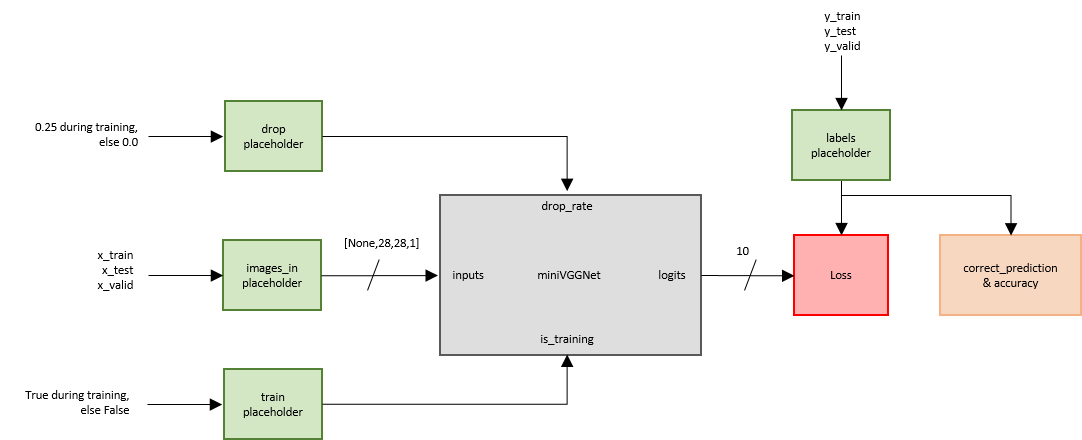 y_train
y_test
y_valid
0.25 during training,
else 0.0
drop
placeholder
labels
placeholder
drop_rate
[None,28,28,1]
x_train
x_test
x_valid
images_in
placeholder
inputs
miniVGGNet
logits
10
Loss
correct_prediction
& accuracy
is_training
True during training,
else False
train
placeholder